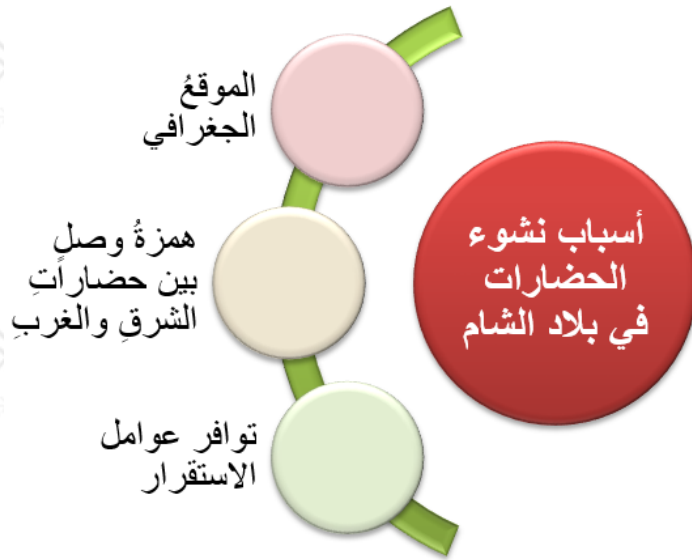 أسباب نشوء
الحضارات
في بلاد الشام
الموقعُ
الجغرافي
همزةُ وصلٍ
بين حضاراتِ
الشرقِ والغربِ
توافر عوامل
الاستقرار